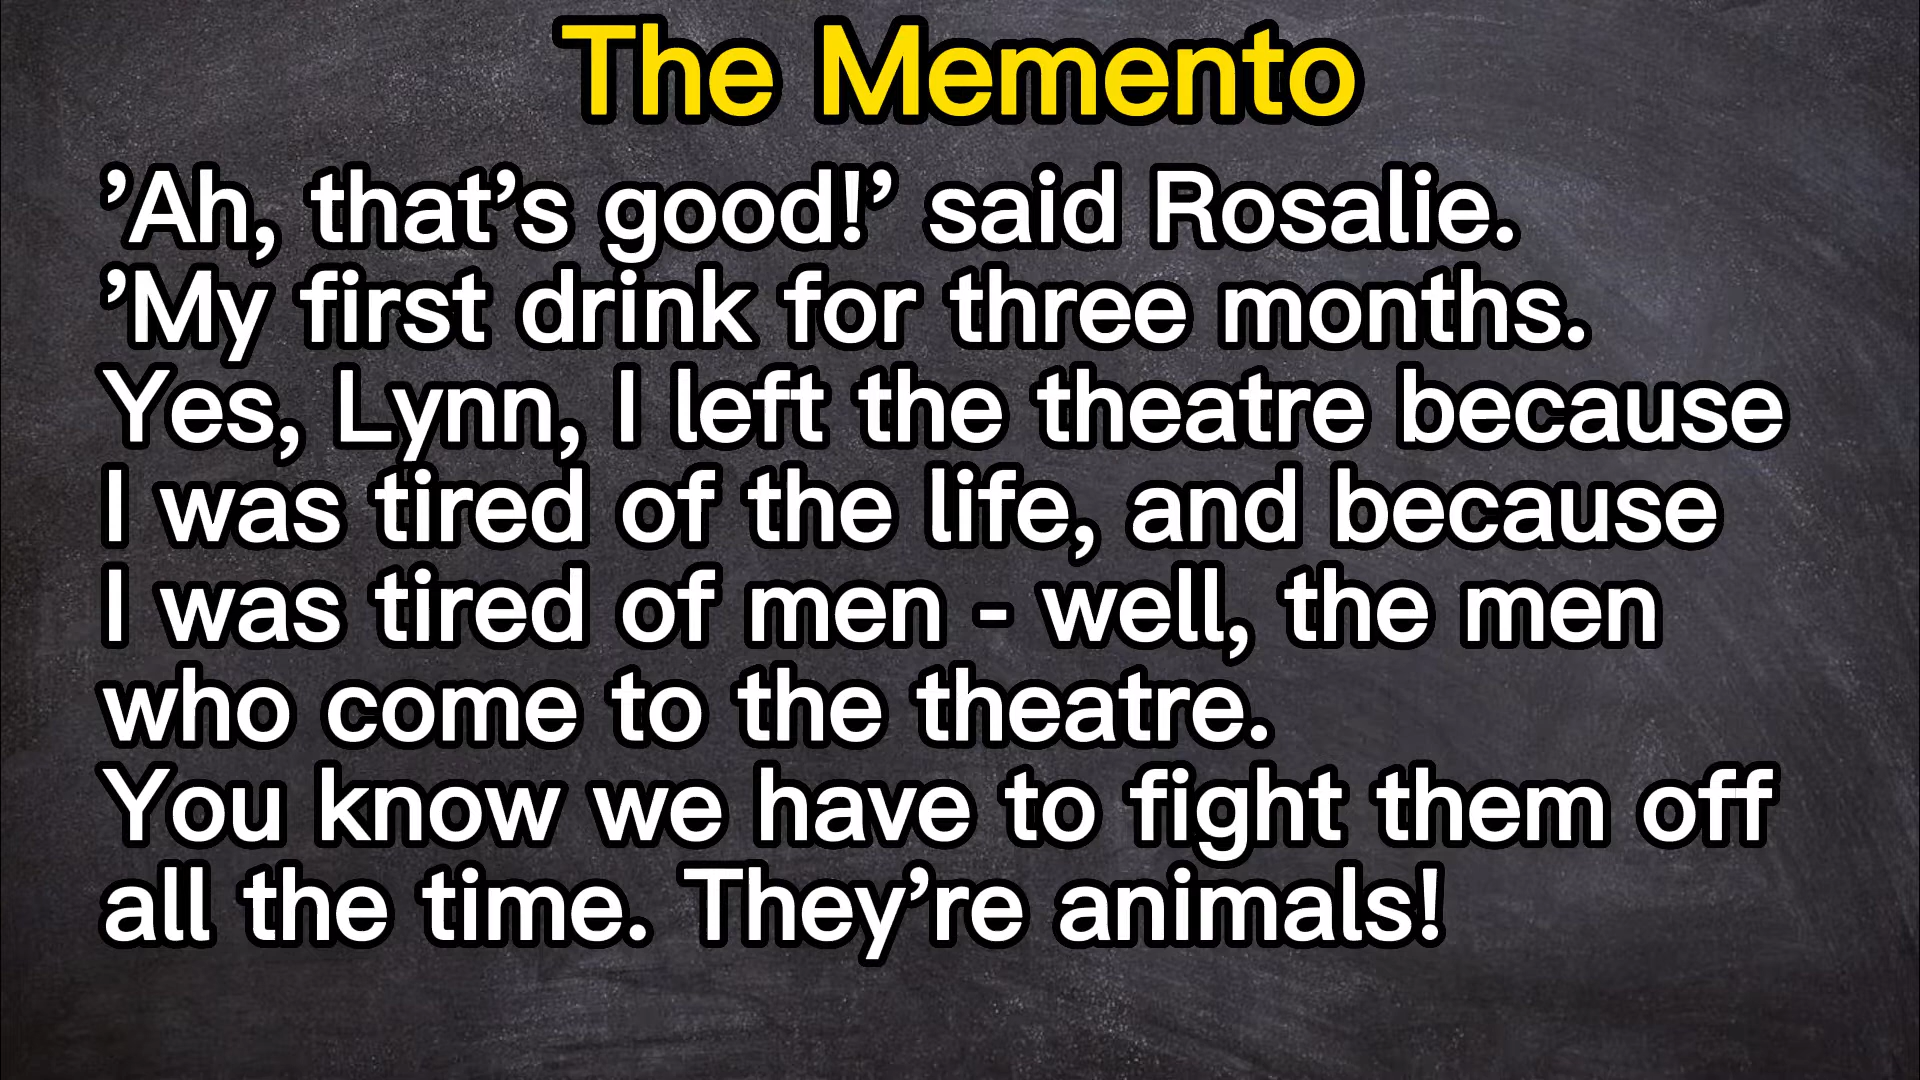 The Memento
’Ah, that’s good!’ said Rosalie.
’My first drink for three months.
Yes, Lynn, I left the theatre because
I was tired of the life, and because
I was tired of men - well, the men
who come to the theatre.
You know we have to fight them off
all the time. They’re animals!